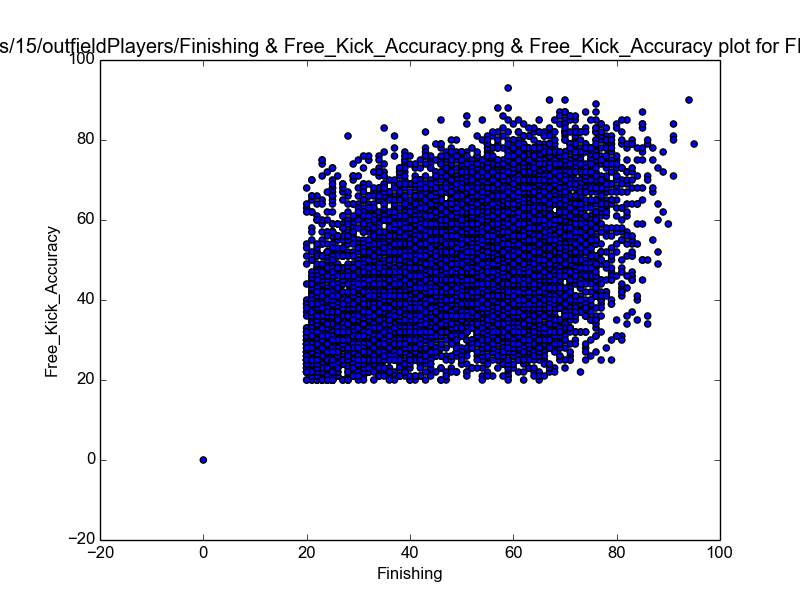 s/15/outfieldPlayers/Finishing & Free_Kick_Accuracy.png & Free_Kick_Accuracy plot for FI
100
80
60
40
20
0
−20
Free_Kick_Accuracy
−20 0 20 40 60 80 100
Finishing